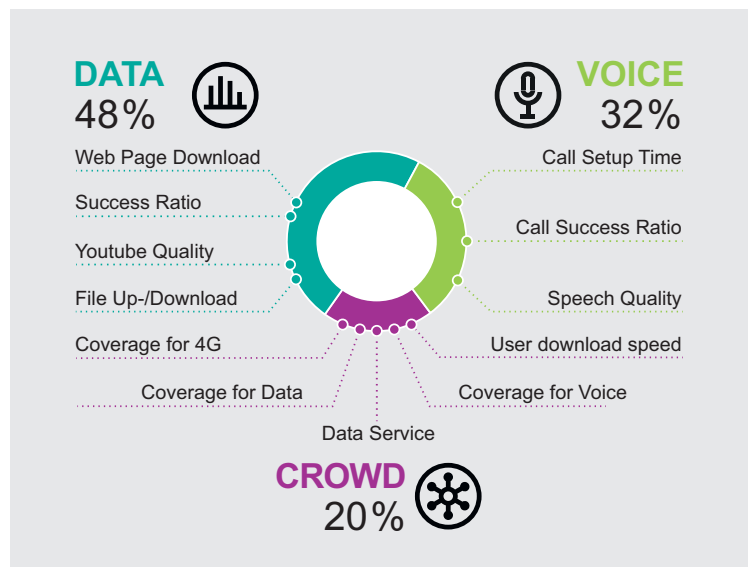 DATA
48%
VOICE
32%
Web Page Download
Success Ratio
Youtube Quality
File Up-/Download
Call Setup Time
Call Success Ratio
Speech Quality
Coverage for 4G
User download speed
Coverage for Data
Coverage for Voice
Data Service
CROWD
20%